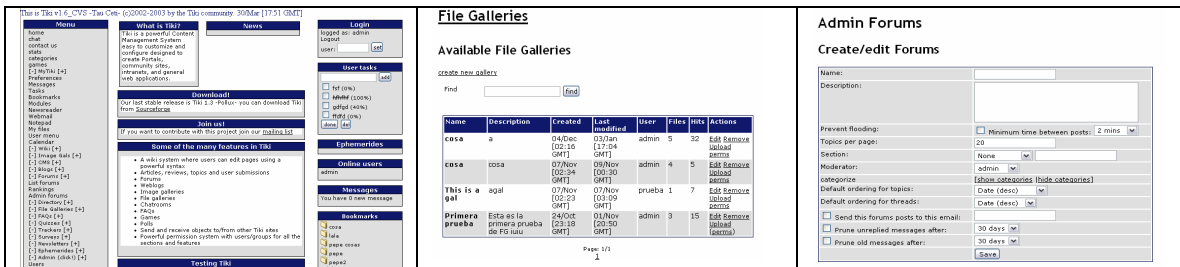 This is Tiki v1.6_CVS -Tau Ceti- (c)2002-2003 by the Tiki community. 30/Mar [17:51 GMT]
Menu
home
chat
contact us
stats
categories
games
[-] MyTiki [+]
Preferences
Messages
Tasks
Bookmarks
Modules
Newsreader
Webmail
Notepad
My files
User menu
Calendar
[-] Wiki [+]
[-] Image Gals [+]
[-] CMS [+]
[-] Blogs [+]
[-] Forums [+]
List forums
Rankings
Admin forums
[-] Directory [+]
[-] File Galleries [+]
[-] FAQs [+]
[-] Quizzes [+]
[-] Trackers [+]
[-] Surveys [+]
[-] Newsletters [+]
[-] Ephemerides [+]
[-] Admin (click!) [+]
Users
What is Tiki?
Tiki is a powerful Content
Management System
easy to customize and
configure designed to
create Portals,
community sites,
intranets, and general
web applications.
News
Download!
Our last stable release is Tiki 1.3 -Pollux- you can download Tiki
from Sourceforge
Join us!
If you want to contribute with this project join our mailing list
Some of the many features in Tiki
A wiki system where users can edit pages using a
powerful syntax
Articles, reviews, topics and user submissions
Forums
Weblogs
Image galleries
File galleries
Chatrooms
FAQs
Games
Polls
Send and receive objects to/from other Tiki sites
Powerful permission system with users/groups for all the
sections and features
Testing Tiki
Login
logged as: admin
Logout
user: set
User tasks
add
fsf (0%)
(100%)
gdfgd (40%)
ffdfd (0%)
done del
Ephemerides
Online users
admin
Messages
You have 0 new message
Bookmarks
cosa
lala
pepe cosas
pepe
pepe2
File Galleries
Available File Galleries
create new gallery
Find find
Name Description Created Last modified User Files Hits Actions
cosa a 04/Dec [02:16 GMT] 03/Jan [17:04 GMT] admin 5 32 Edit Remove Upload perms
cosa cosa 07/Nov [02:34 GMT] 09/Nov [00:30 GMT] admin 4 5 Edit Remove Upload perms
This is a gal agal 07/Nov [02:23 GMT] 07/Nov [03:09 GMT] prueba 1 7 Edit Remove Upload perms
Primera prueba Esta es la primera prueba de FG iuiu 24/Oct [23:18 GMT] 01/Nov [20:50 GMT] admin 3 15 Edit Remove Upload (perms)
Page: 1/1
1
Admin Forums
Create/edit Forums
Name:
Description:
Prevent flooding: Minimum time between posts: 2 mins
Topics per page: 20
Section: None
Moderator: admin
categorize [show categories |hide categories]
Default ordering for topics: Date (desc)
Default ordering for threads: Date (desc)
Send this forums posts to this email:
Prune unreplied messages after: 30 days
Prune old messages after: 30 days
Save